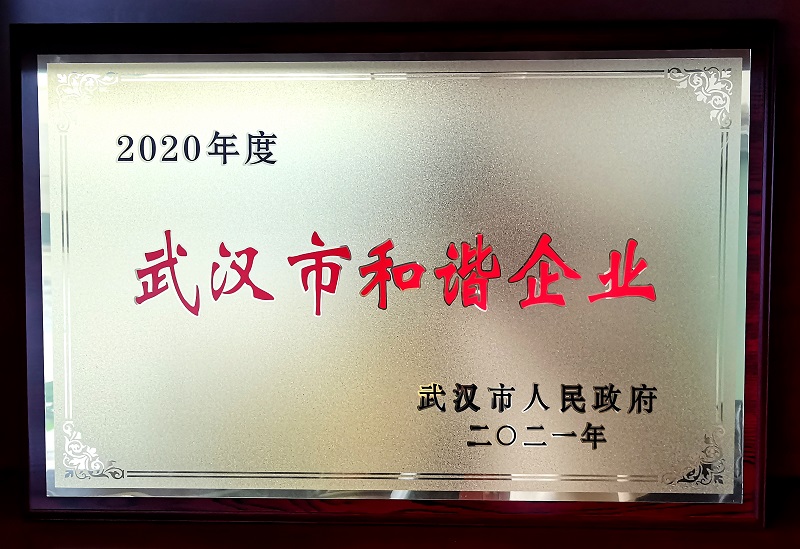 2020年度
武汉市和谐企业
武汉市人民政府
二〇二一年